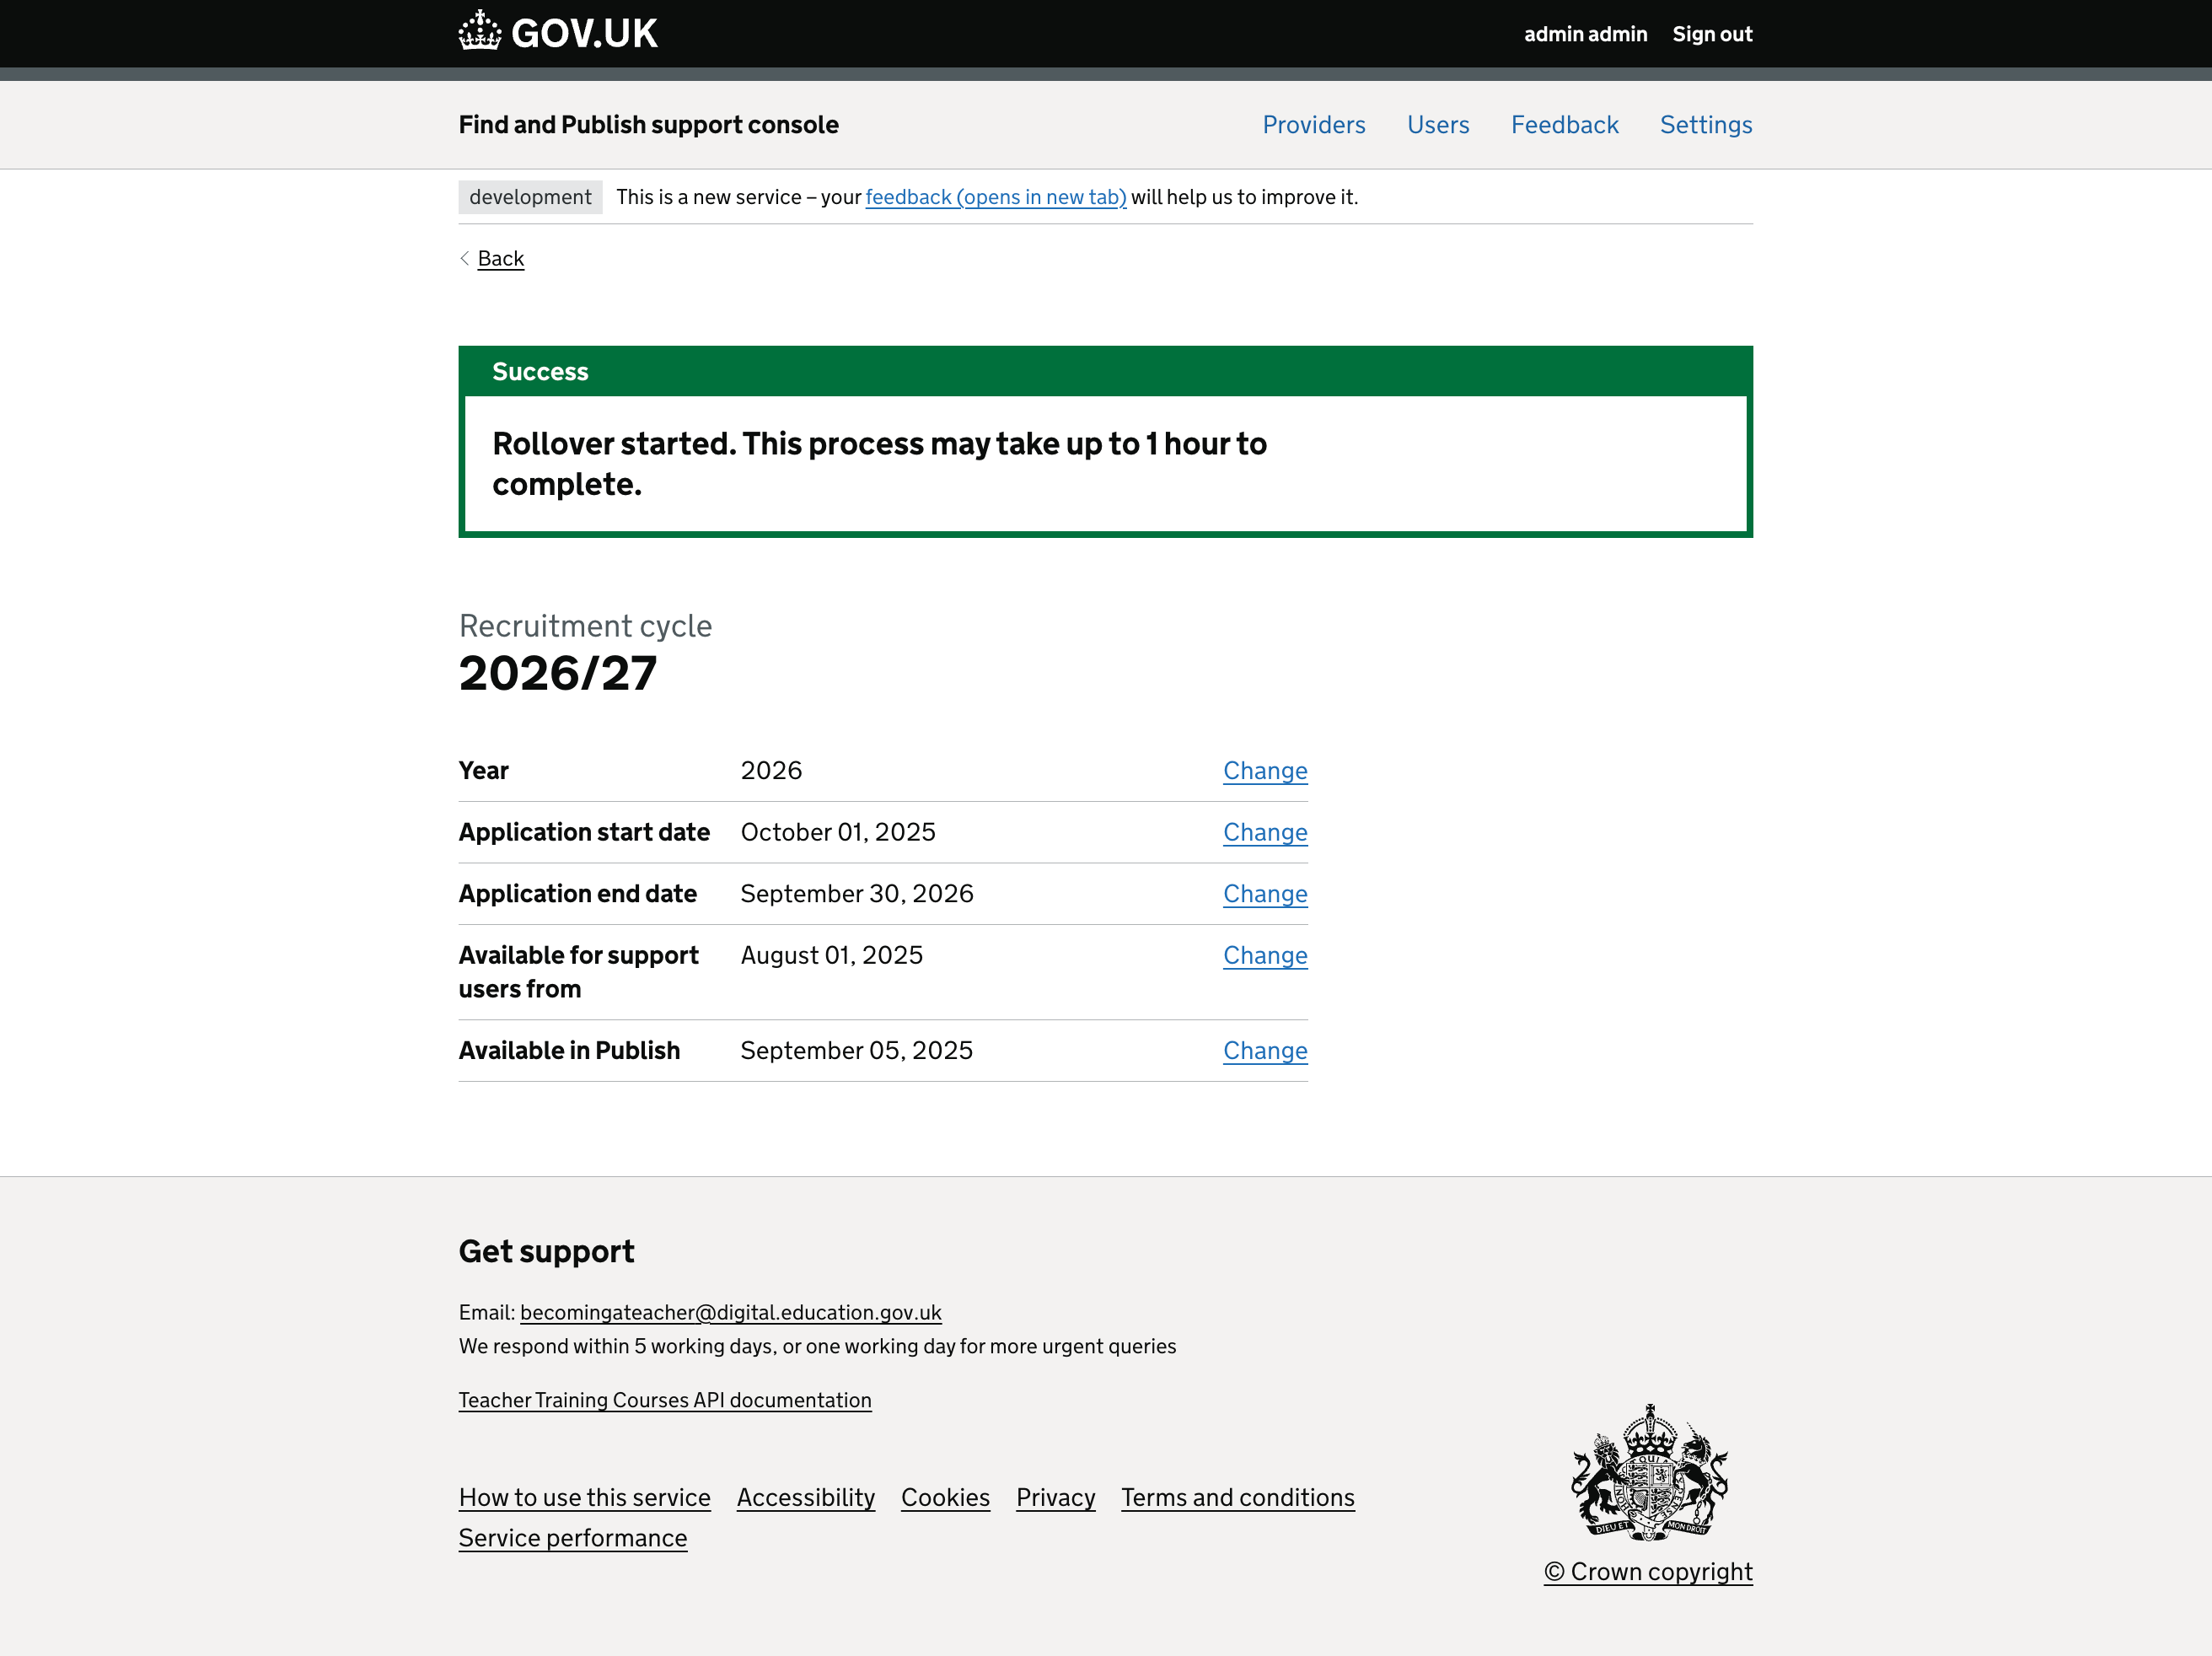 GOV.UK
admin admin Sign out
Find and Publish support console
Providers Users Feedback Settings
development This is a new service – your feedback (opens in new tab) will help us to improve it.
Back
Success
Rollover started. This process may take up to 1 hour to
complete.
Recruitment cycle
2026/27
Year 2026 Change
Application start date October 01, 2025 Change
Application end date September 30, 2026 Change
Available for support August 01, 2025 Change
users from
Available in Publish September 05, 2025 Change
Get support
Email: becomingateacher@digital.education.gov.uk
We respond within 5 working days, or one working day for more urgent queries
Teacher Training Courses API documentation
How to use this service Accessibility Cookies Privacy Terms and conditions
Service performance
DIEU ET MON DROIT
© Crown copyright